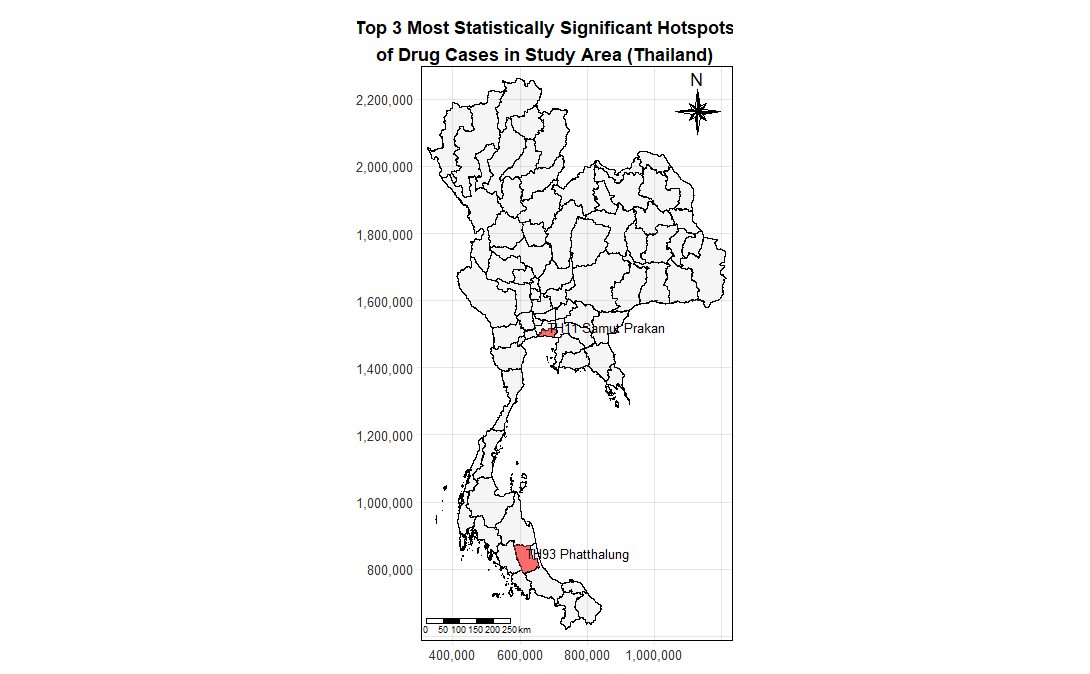 Top 3 Most Statistically Significant Hotspots
of Drug Cases in Study Area (Thailand)
N
2,200,000
2,000,000
1,800,000
1,600,000
TH11 Samut Prakan
1,400,000
1,200,000
1,000,000
TH93 Phatthalung
800,000
0 50 100 150 200 250 km
400,000 600,000 800,000 1,000,000